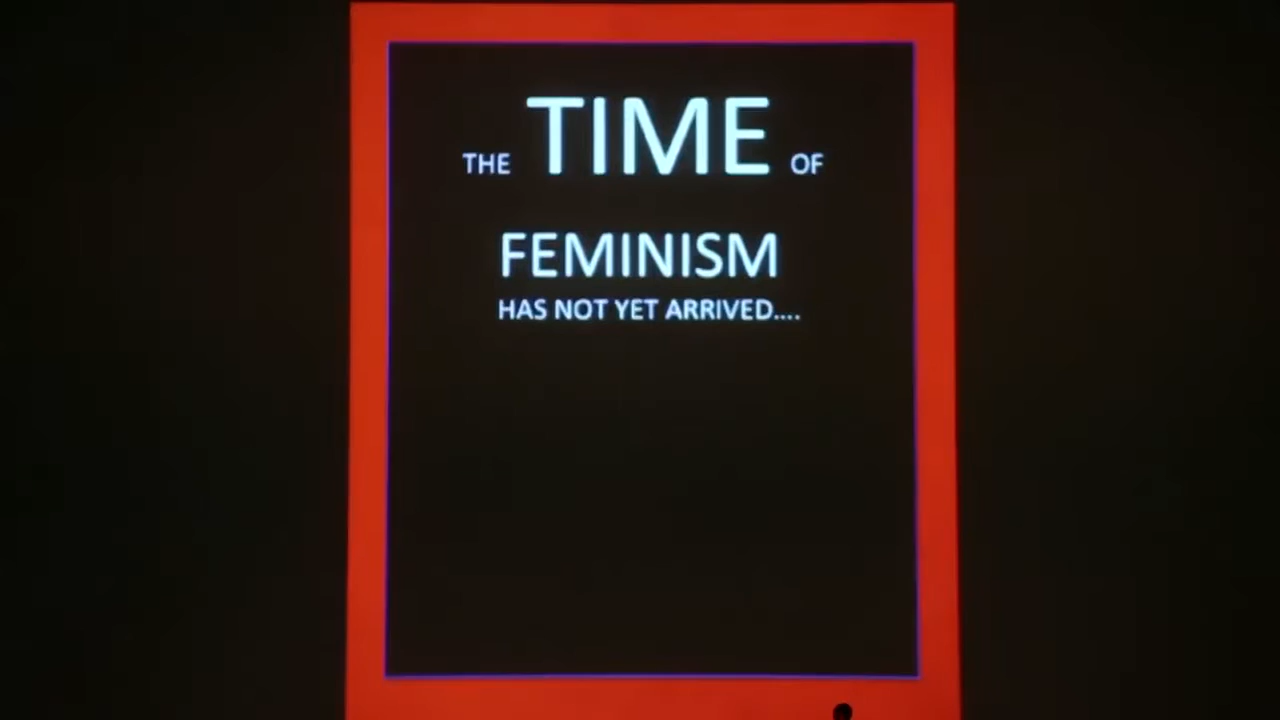 THE TIME OF
FEMINISM
HAS NOT YET ARRIVED....